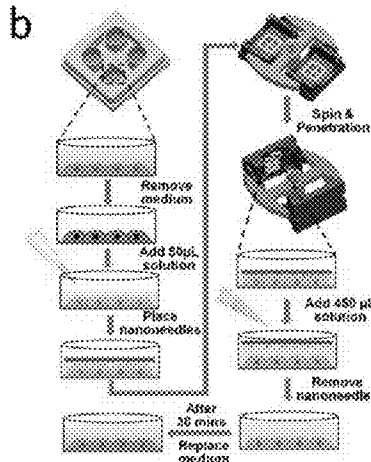 b
Remove
medium
Add 50µL
solution
Place
nanoneedles
Spin &
Penetration
Add 450 µl
solution
Remove
nanoneedle
After
30 mins
Replace
medium